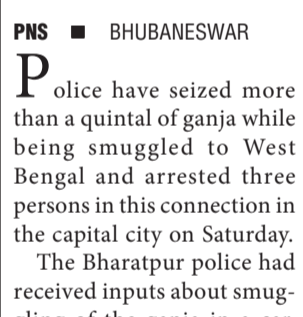 PNS ■ BHUBANESWAR
Police have seized more
than a quintal of ganja while
being smuggled to West
Bengal and arrested three
persons in this connection in
the capital city on Saturday.
The Bharatpur police had
received inputs about smug-